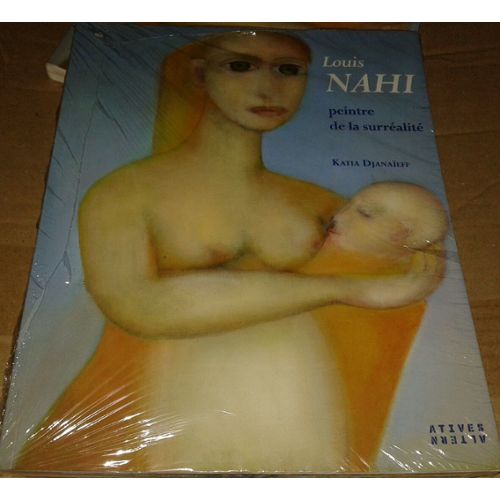 Louis
NAHI
peintre
de la surréalité
KATIA DJANAÏEFF
ALTERN
ATIVES